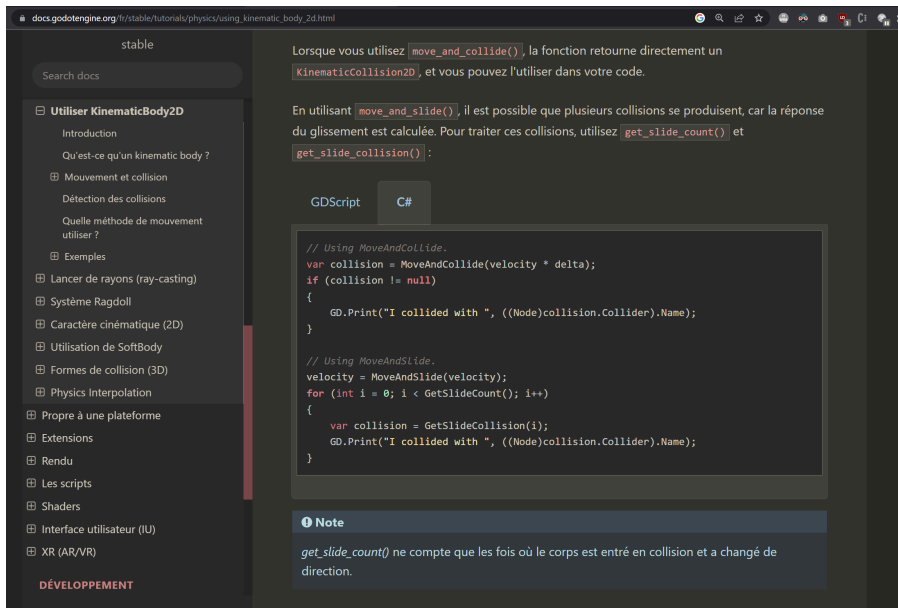 docs.godotengine.org/fr/stable/tutorials/physics/using_kinematic_body_2d.html
stable
Search docs
Utiliser KinematicBody2D
Introduction
Qu'est-ce qu'un kinematic body ?
Mouvement et collision
Détection des collisions
Quelle méthode de mouvement
utiliser ?
Exemples
Lancer de rayons (ray-casting)
Système Ragdoll
Caractère cinématique (2D)
Utilisation de SoftBody
Formes de collision (3D)
Physics Interpolation
Propre à une plateforme
Extensions
Rendu
Les scripts
Shaders
Interface utilisateur (IU)
XR (AR/VR)
DÉVELOPPEMENT
Lorsque vous utilisez move_and_collide(), la fonction retourne directement un
KinematicCollision2D, et vous pouvez l'utiliser dans votre code.
En utilisant move_and_slide(), il est possible que plusieurs collisions se produisent, car la réponse
du glissement est calculée. Pour traiter ces collisions, utilisez get_slide_count() et
get_slide_collision() :
GDScript C#
// Using MoveAndCollide.
var collision = MoveAndCollide(velocity * delta);
if (collision != null)
{
    GD.Print("I collided with ", ((Node)collision.Collider).Name);
}
// Using MoveAndSlide.
velocity = MoveAndSlide(velocity);
for (int i = 0; i < GetSlideCount(); i++)
{
    var collision = GetSlideCollision(i);
    GD.Print("I collided with ", ((Node)collision.Collider).Name);
}
Note
get_slide_count() ne compte que les fois où le corps est entré en collision et a changé de
direction.